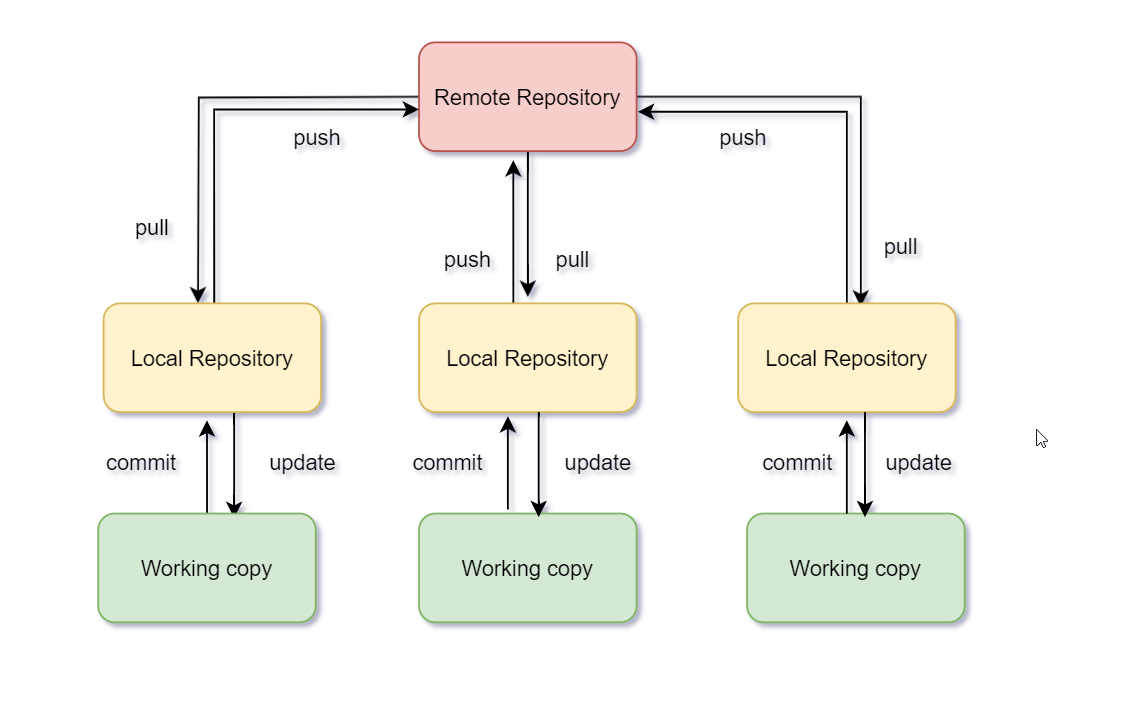 Remote Repository
push
push
pull
pull
push
pull
Local Repository
Local Repository
Local Repository
commit
update
commit
update
commit
update
Working copy
Working copy
Working copy